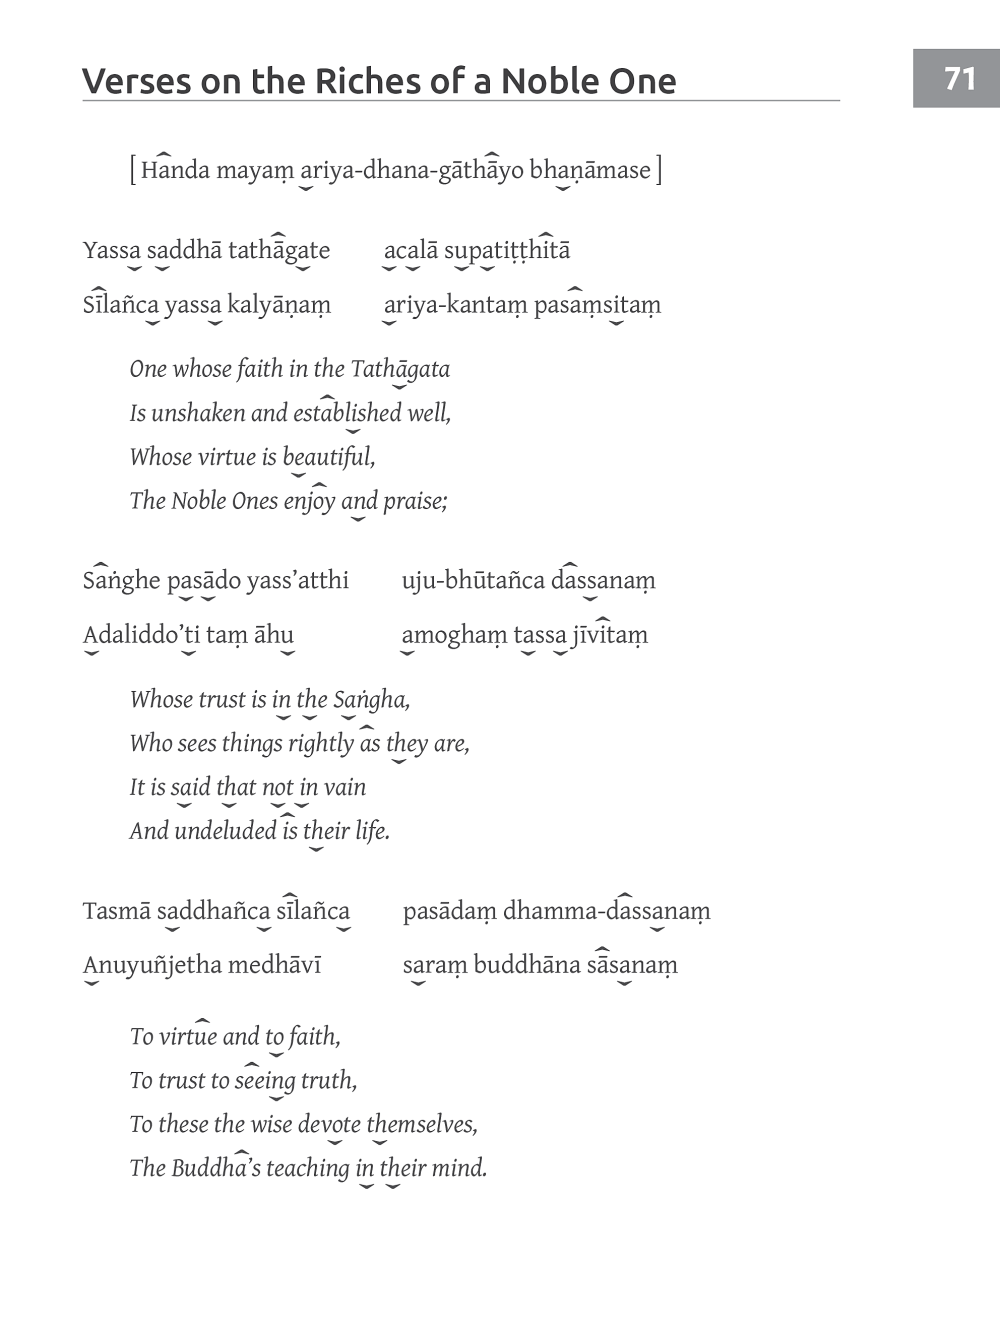 Verses on the Riches of a Noble One
71
[ Handa mayaṃ ariya-dhana-gāthāyo bhaṇāmase ]
Yassa saddhā tathāgate acalā supatiṭṭhitā
Sīlañca yassa kalyāṇaṃ ariya-kantaṃ pasāṃsitaṃ
One whose faith in the Tathāgata
Is unshaken and established well,
Whose virtue is beautiful,
The Noble Ones enjoy and praise;
Saṅghe pasādo yass’atthi uju-bhūtañca dassanaṃ
Adaliddo’ti taṃ āhu amoghaṃ tassa jīvitaṃ
Whose trust is in the Saṅgha,
Who sees things rightly as they are,
It is said that not in vain
And undeluded is their life.
Tasmā saddhañca sīlañca pasādaṃ dhamma-dassanaṃ
Anuyuñjetha medhāvī saraṃ buddhāna sāsanaṃ
To virtue and to faith,
To trust to seeing truth,
To these the wise devote themselves,
The Buddha’s teaching in their mind.